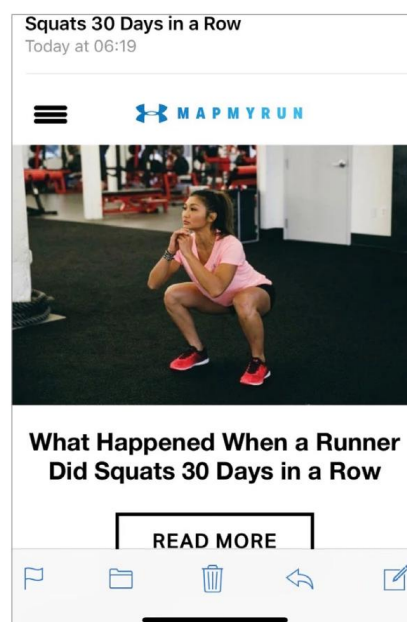 Squats 30 Days in a Row
Today at 06:19
MAPMYRUN
What Happened When a Runner
Did Squats 30 Days in a Row
READ MORE